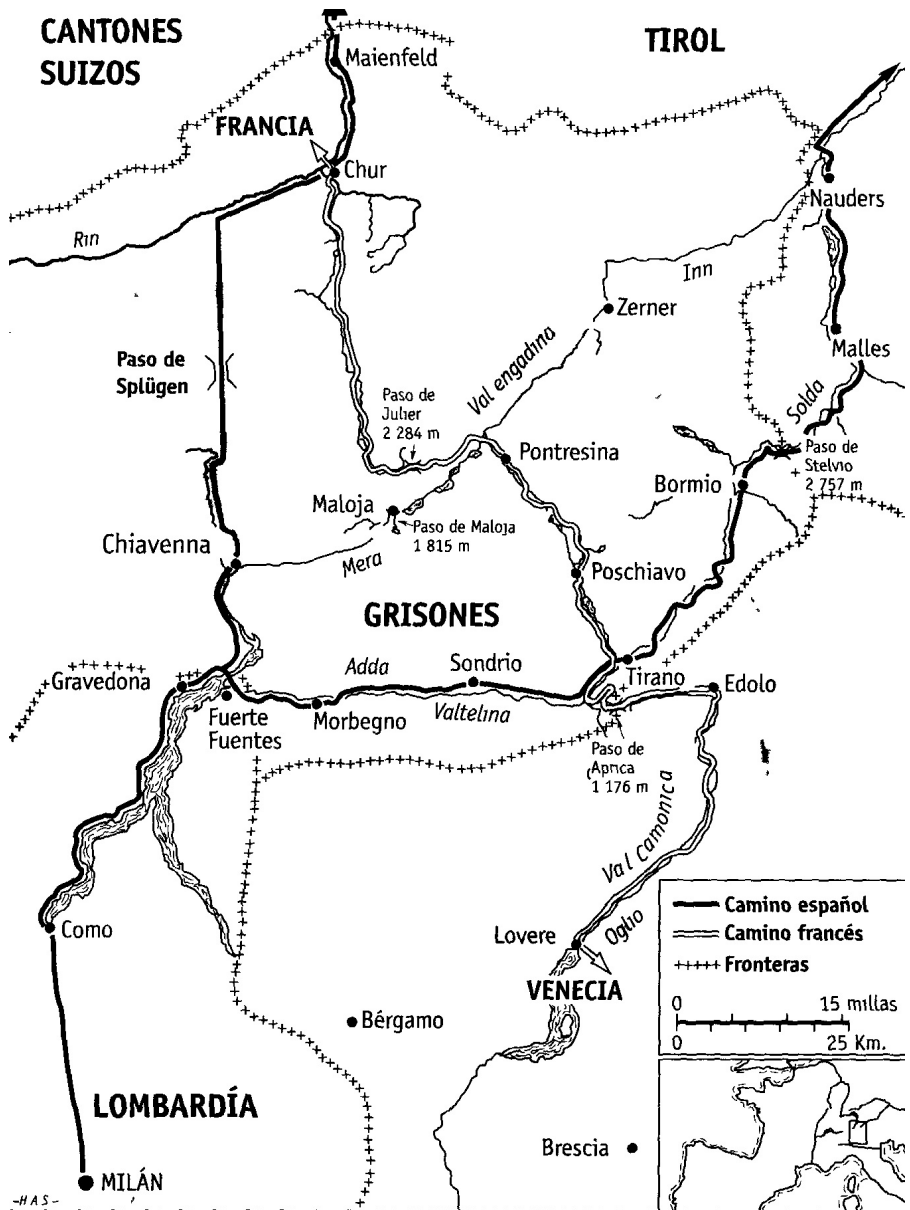 CANTONES
SUIZOS
TIROL
Maienfeld
FRANCIA
Chur
Nauders
Rin
Inn
Zerner
Malles
Paso de
Splügen
Val engadina
Solda
Paso de
Julier
2 284 m
Pontresina
Paso de
Stelvio
2 757 m
Bormio
Maloja
Paso de Maloja
1 815 m
Chiavenna
Mera
Poschiavo
GRISONES
Adda
Sondrio
Tirano
Edolo
Gravedona
Fuerte
Fuentes
Morbegno
Valtelina
Paso de
Aprica
1 176 m
Val Camonica
Camino español
Camino francés
Fronteras
Como
Lovere
Oglio
VENECIA
0 15 millas
0 25 Km.
Bérgamo
LOMBARDÍA
Brescia
MILÁN
-HAS-